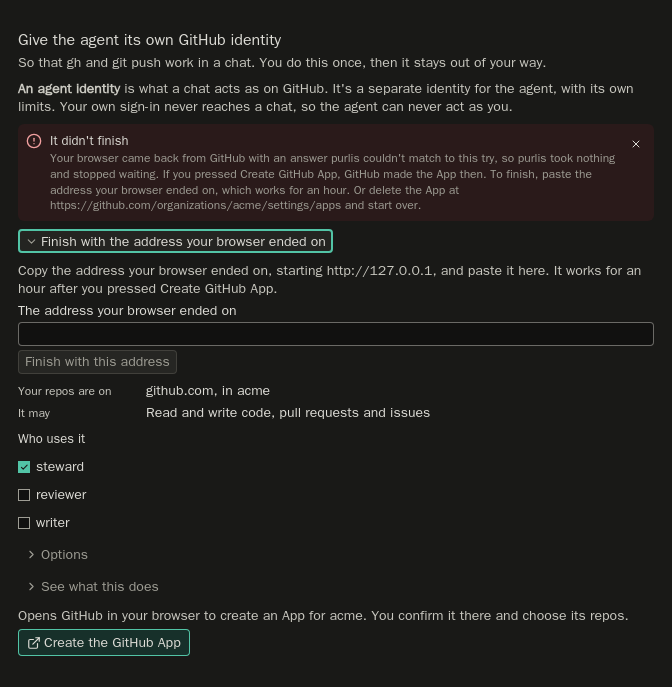 Give the agent its own GitHub identity
So that gh and git push work in a chat. You do this once, then it stays out of your way.
An agent identity is what a chat acts as on GitHub. It's a separate identity for the agent, with its own
limits. Your own sign-in never reaches a chat, so the agent can never act as you.
It didn't finish
Your browser came back from GitHub with an answer purlis couldn't match to this try, so purlis took nothing
and stopped waiting. If you pressed Create GitHub App, GitHub made the App then. To finish, paste the
address your browser ended on, which works for an hour. Or delete the App at
https://github.com/organizations/acme/settings/apps and start over.
Finish with the address your browser ended on
Copy the address your browser ended on, starting http://127.0.0.1, and paste it here. It works for an
hour after you pressed Create GitHub App.
The address your browser ended on
Finish with this address
Your repos are on github.com, in acme
It may Read and write code, pull requests and issues
Who uses it
steward
reviewer
writer
Options
See what this does
Opens GitHub in your browser to create an App for acme. You confirm it there and choose its repos.
Create the GitHub App